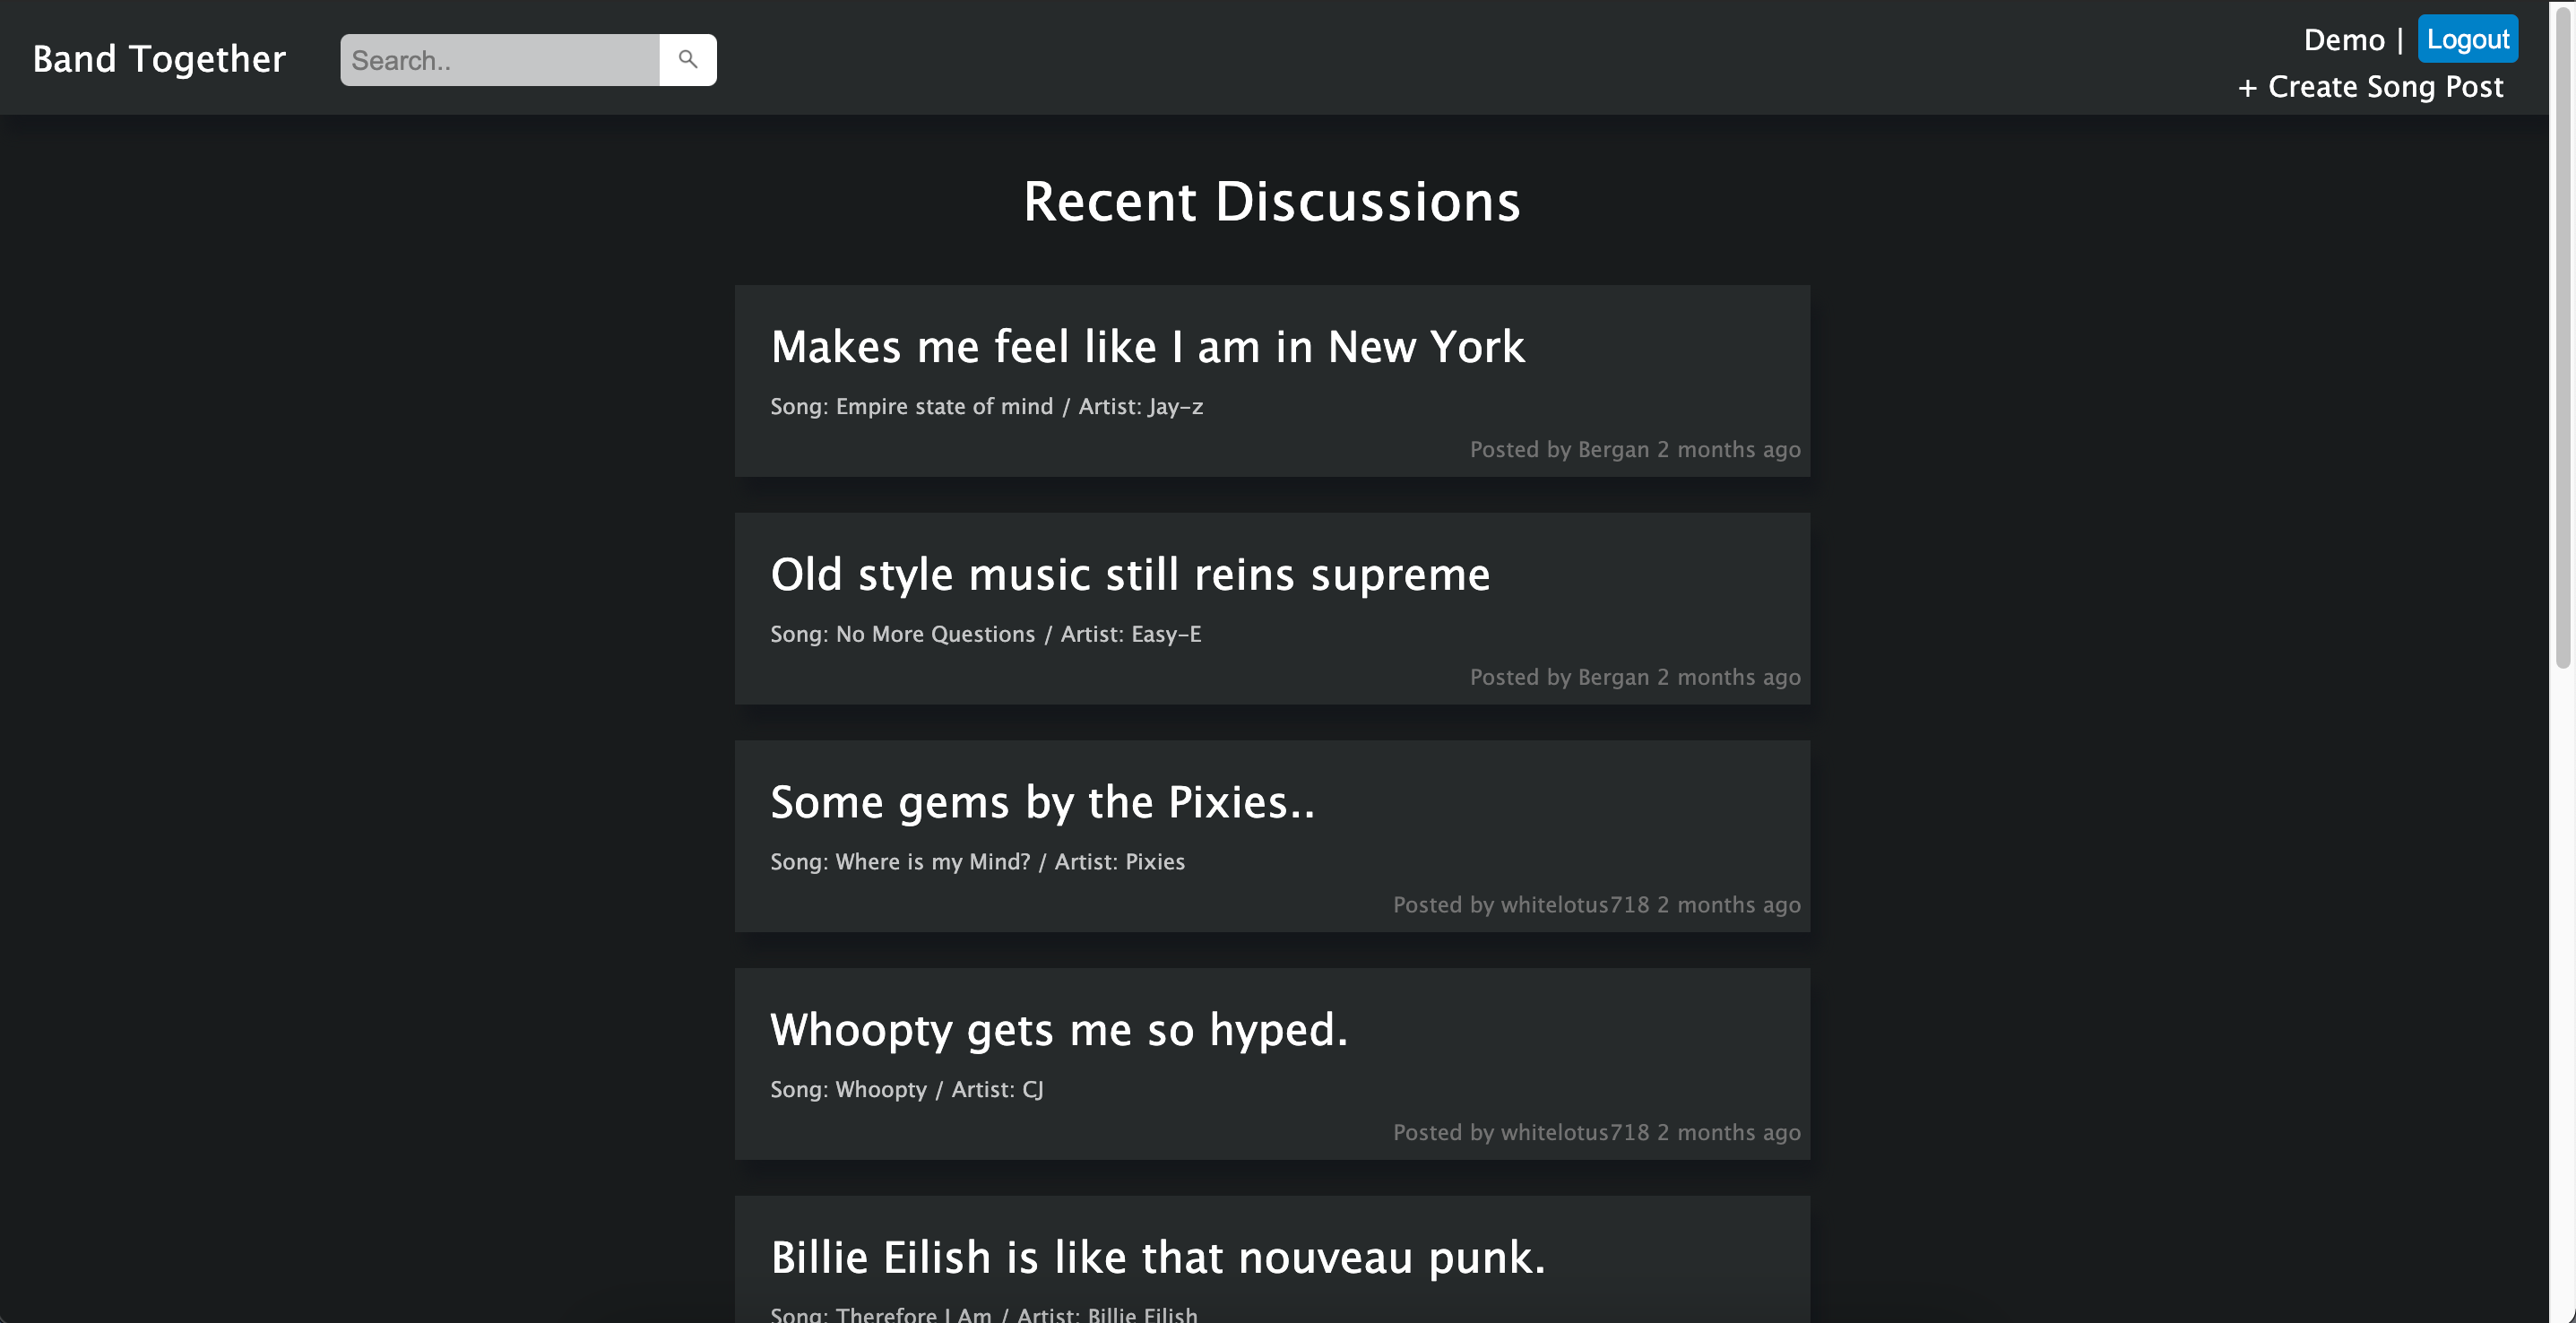 Band Together
Search..
Demo | Logout
+ Create Song Post
Recent Discussions
Makes me feel like I am in New York
Song: Empire state of mind / Artist: Jay-z
Posted by Bergan 2 months ago
Old style music still reins supreme
Song: No More Questions / Artist: Easy-E
Posted by Bergan 2 months ago
Some gems by the Pixies..
Song: Where is my Mind? / Artist: Pixies
Posted by whitelotus718 2 months ago
Whoopty gets me so hyped.
Song: Whoopty / Artist: CJ
Posted by whitelotus718 2 months ago
Billie Eilish is like that nouveau punk.
Song: Therefore I Am / Artist: Billie Eilish